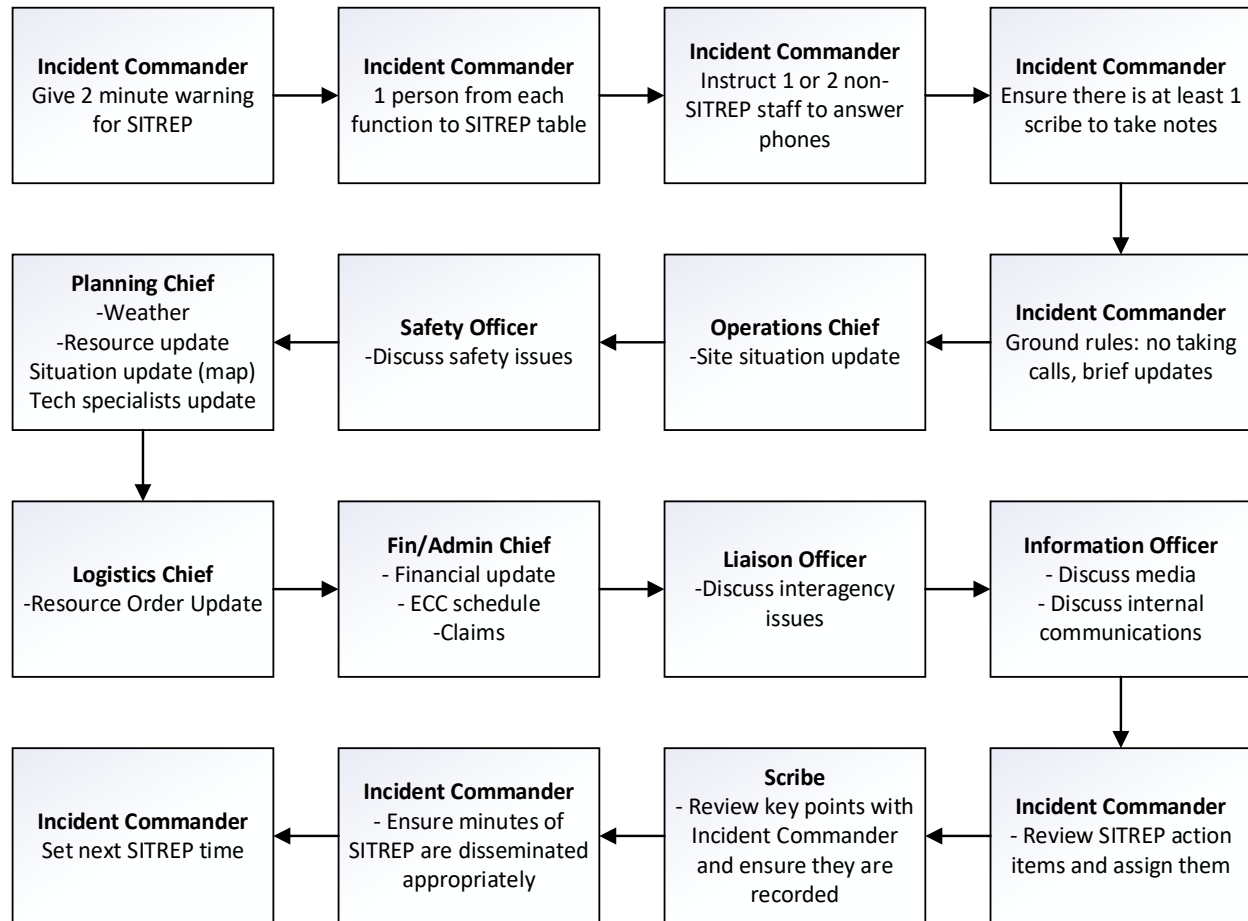 Incident Commander
Give 2 minute warning
for SITREP
Incident Commander
1 person from each
function to SITREP table
Incident Commander
Instruct 1 or 2 non-
SITREP staff to answer
phones
Incident Commander
Ensure there is at least 1
scribe to take notes
Incident Commander
Ground rules: no taking
calls, brief updates
Operations Chief
-Site situation update
Safety Officer
-Discuss safety issues
Planning Chief
-Weather
-Resource update
Situation update (map)
Tech specialists update
Logistics Chief
-Resource Order Update
Fin/Admin Chief
- Financial update
- ECC schedule
-Claims
Liaison Officer
-Discuss interagency
issues
Information Officer
- Discuss media
- Discuss internal
communications
Incident Commander
- Review SITREP action
items and assign them
Scribe
- Review key points with
Incident Commander
and ensure they are
recorded
Incident Commander
- Ensure minutes of
SITREP are disseminated
appropriately
Incident Commander
Set next SITREP time